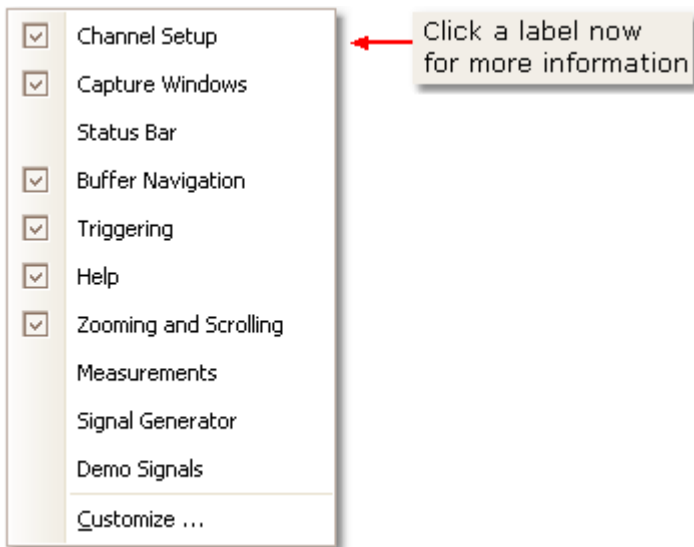 Channel Setup
Click a label now
for more information
Capture Windows
Status Bar
Buffer Navigation
Triggering
Help
Zooming and Scrolling
Measurements
Signal Generator
Demo Signals
Customize ...